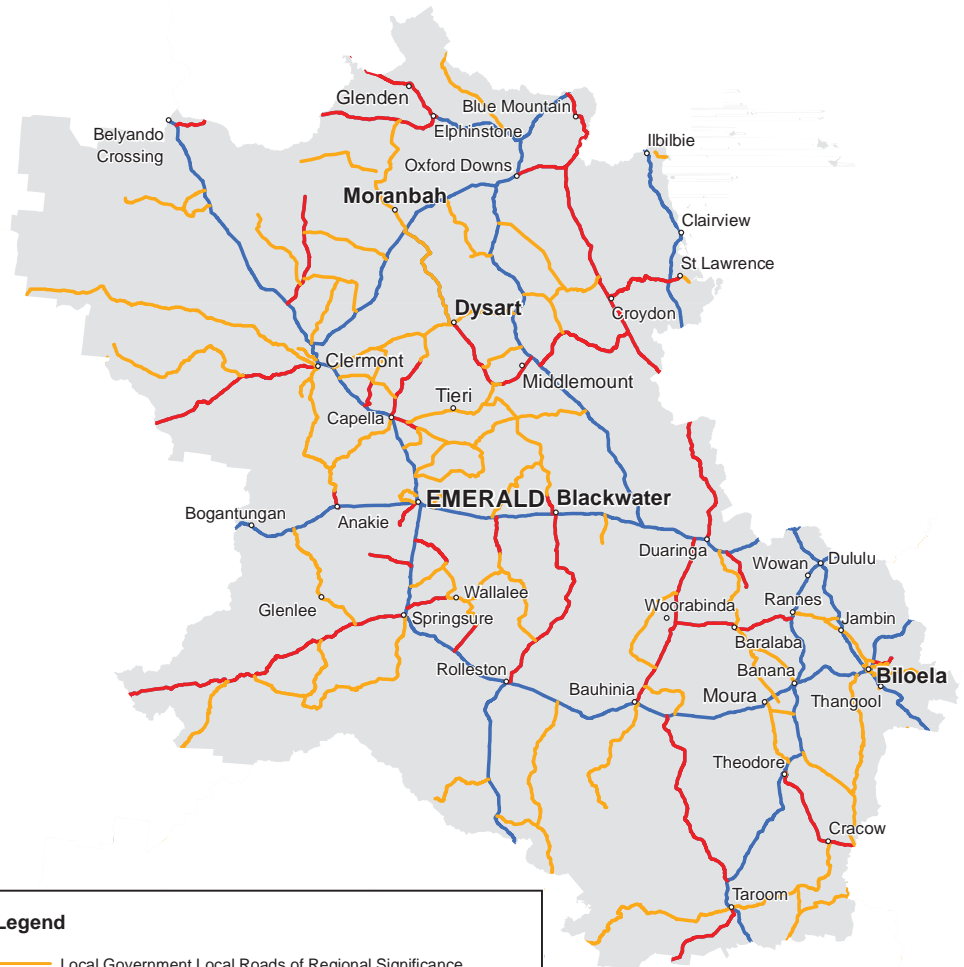 Glenden
Blue Mountain
Belyando
Crossing
Elphinstone
Ilbilbie
Oxford Downs
Moranbah
Clairview
St Lawrence
Dysart
Croydon
Clermont
Middlemount
Tieri
Capella
EMERALD
Blackwater
Bogantungan
Anakie
Duaringa
Wowan
Dululu
Glenlee
Wallalee
Woorabinda
Rannes
Springsure
Jambin
Baralaba
Rolleston
Banana
Biloela
Bauhinia
Moura
Thangool
Theodore
Cracow
Taroom
Legend
Local Government Local Roads of Regional Significance